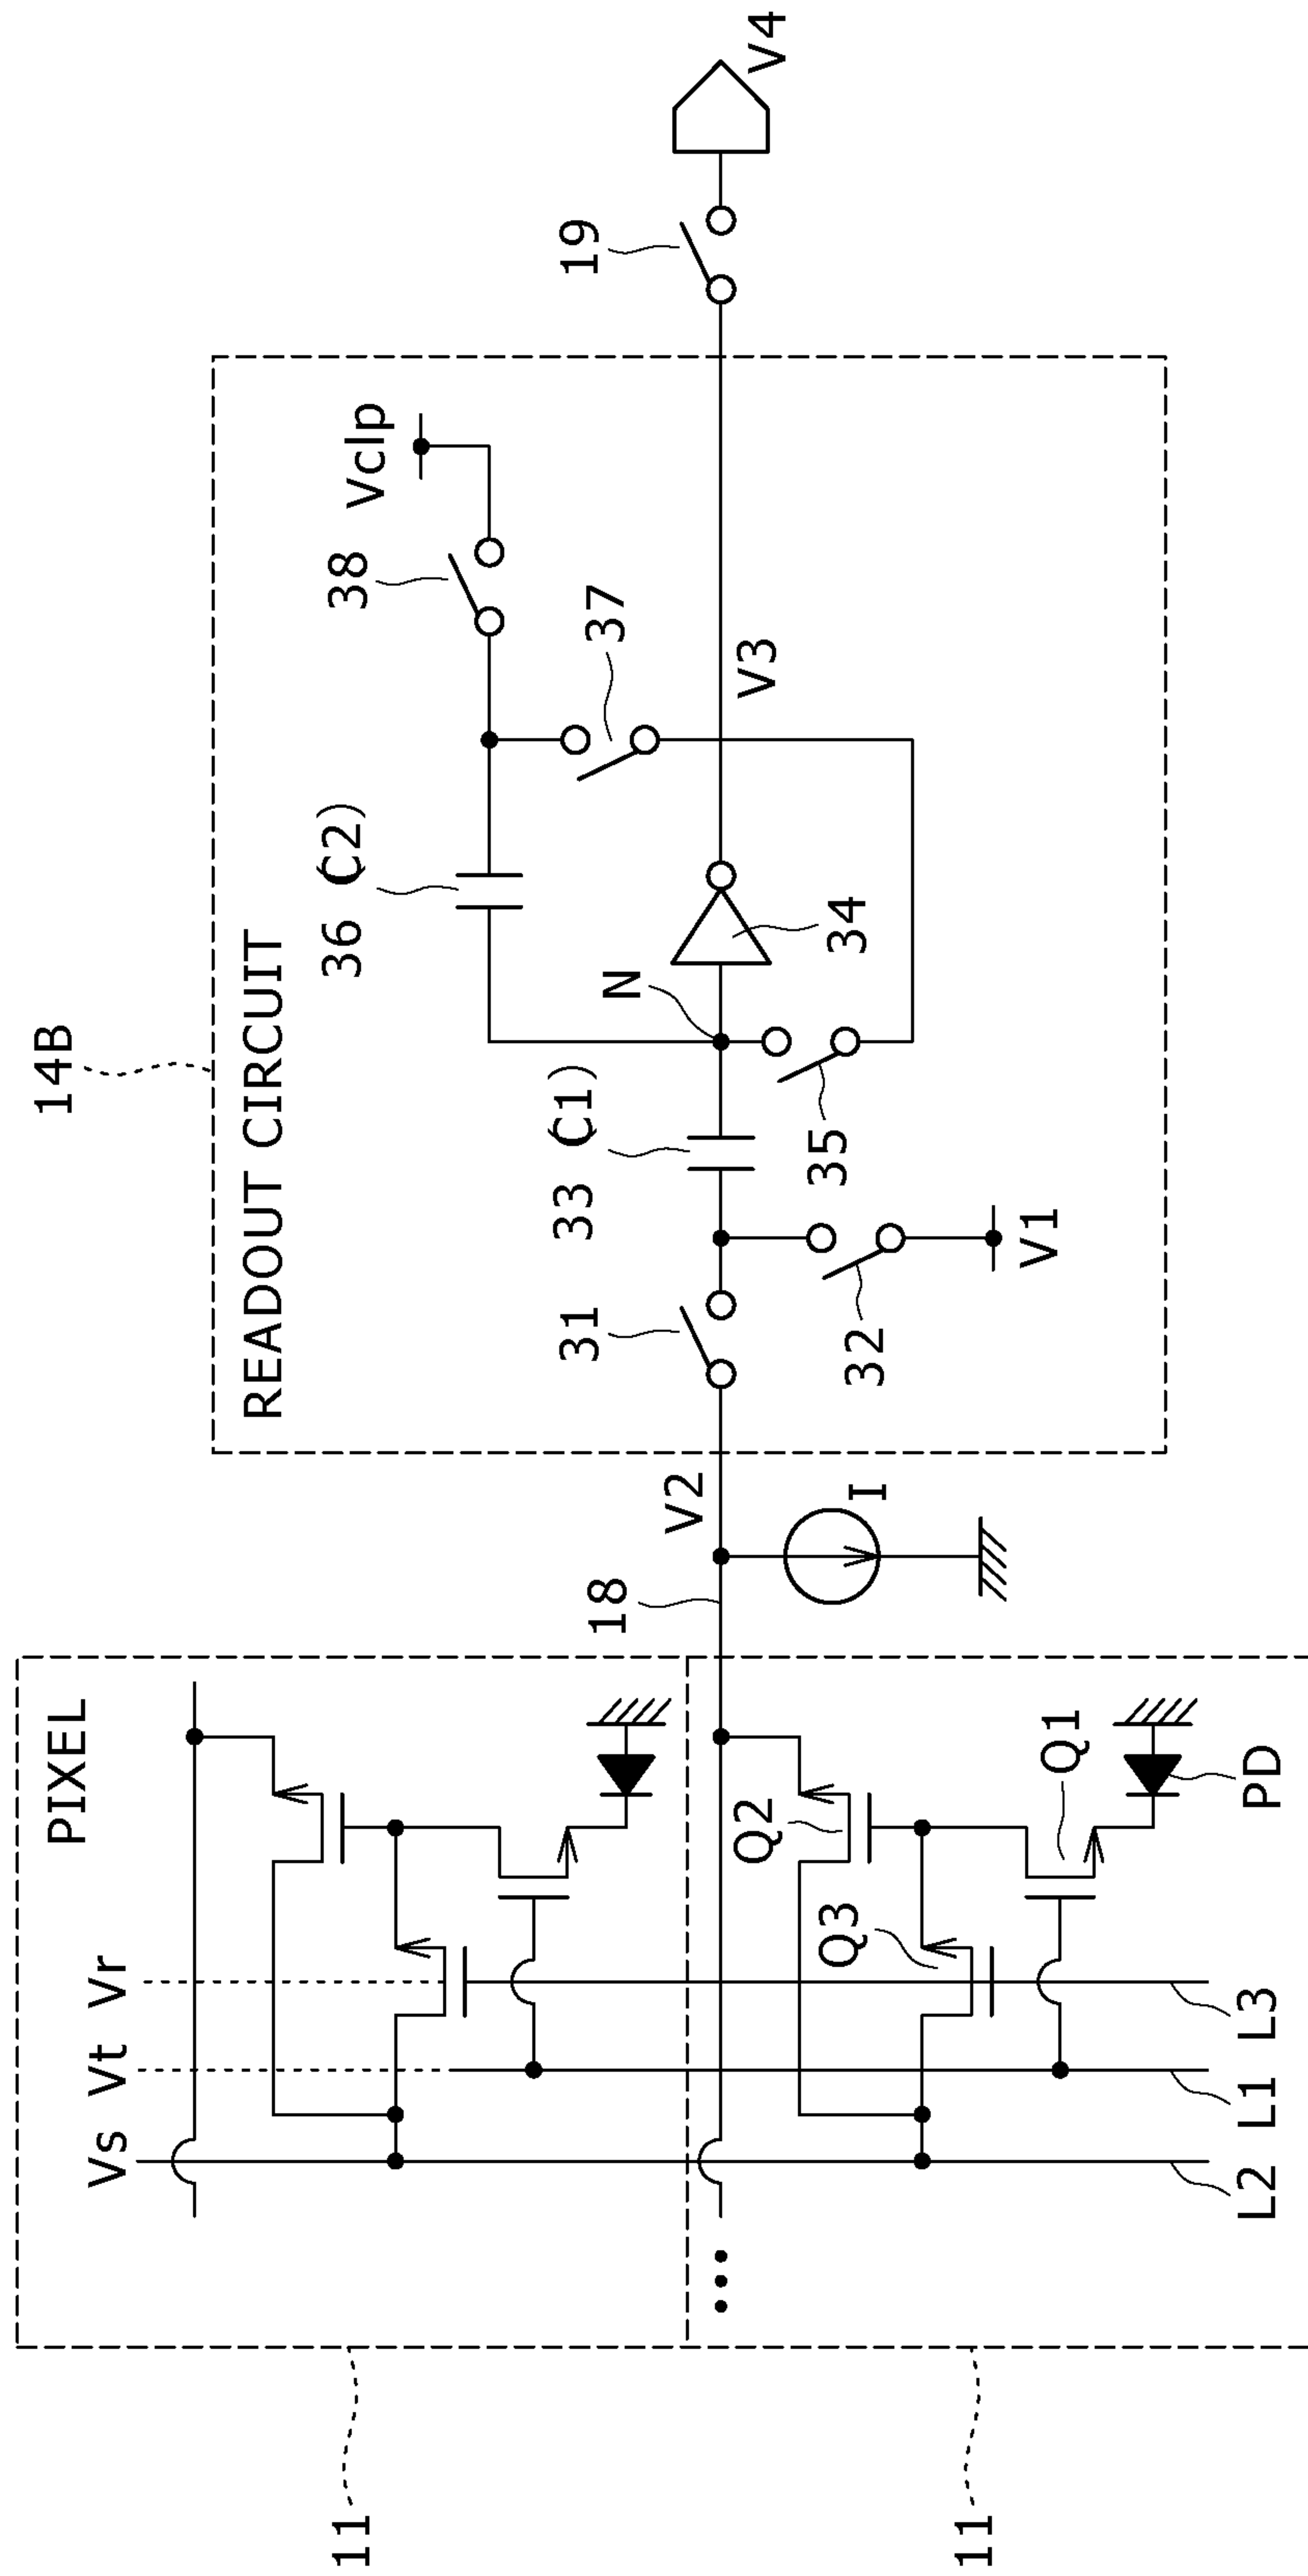 14B
READOUT CIRCUIT
PIXEL
Vs
Vt
Vr
36 (C2)
38
Vclp
37
33 (C1)
N
34
35
31
32
V1
V3
19
V4
18
V2
I
Q2
Q3
Q1
PD
L2
L1
L3
11
11